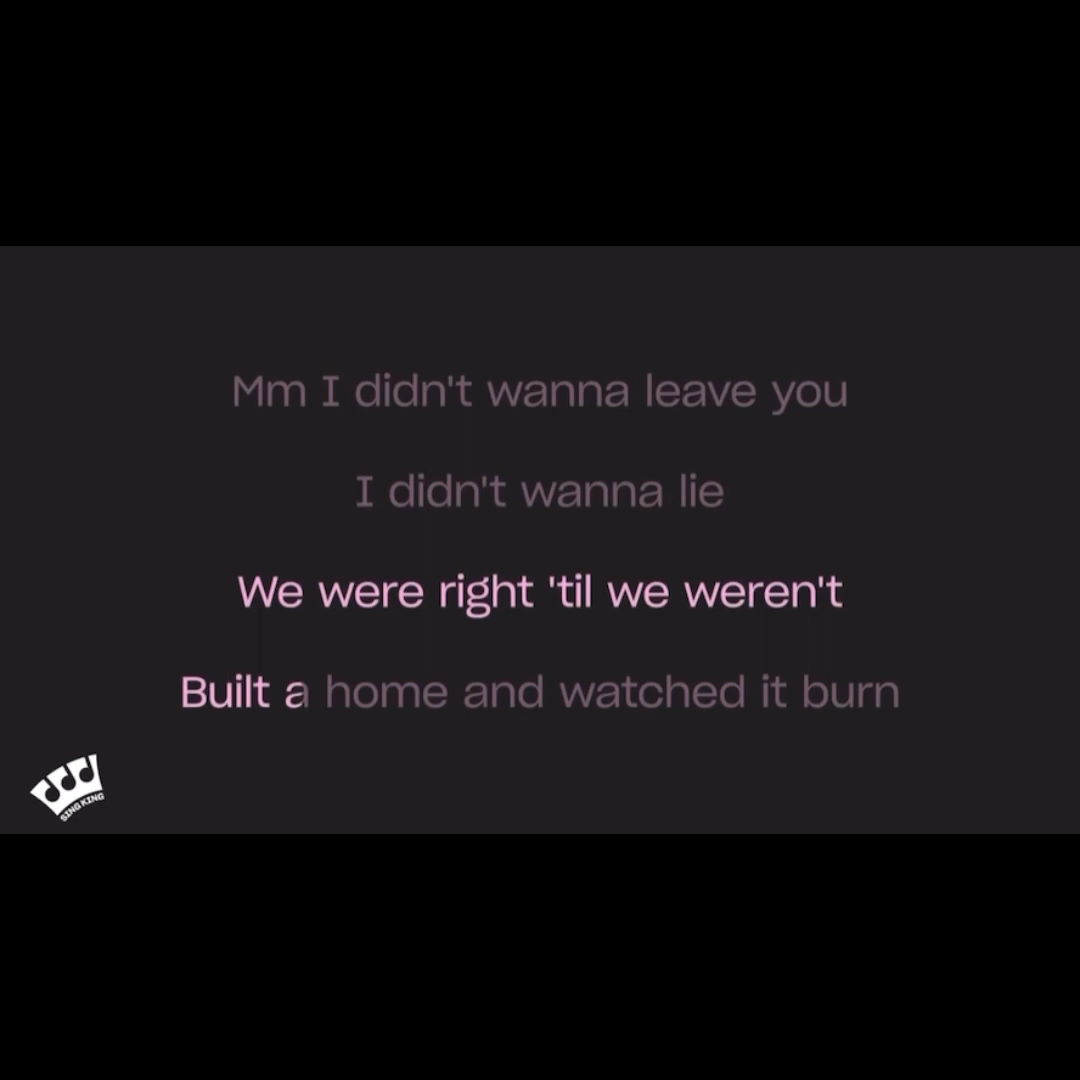 Mm I didn't wanna leave you
I didn't wanna lie
We were right 'til we weren't
Built a home and watched it burn
SING KING